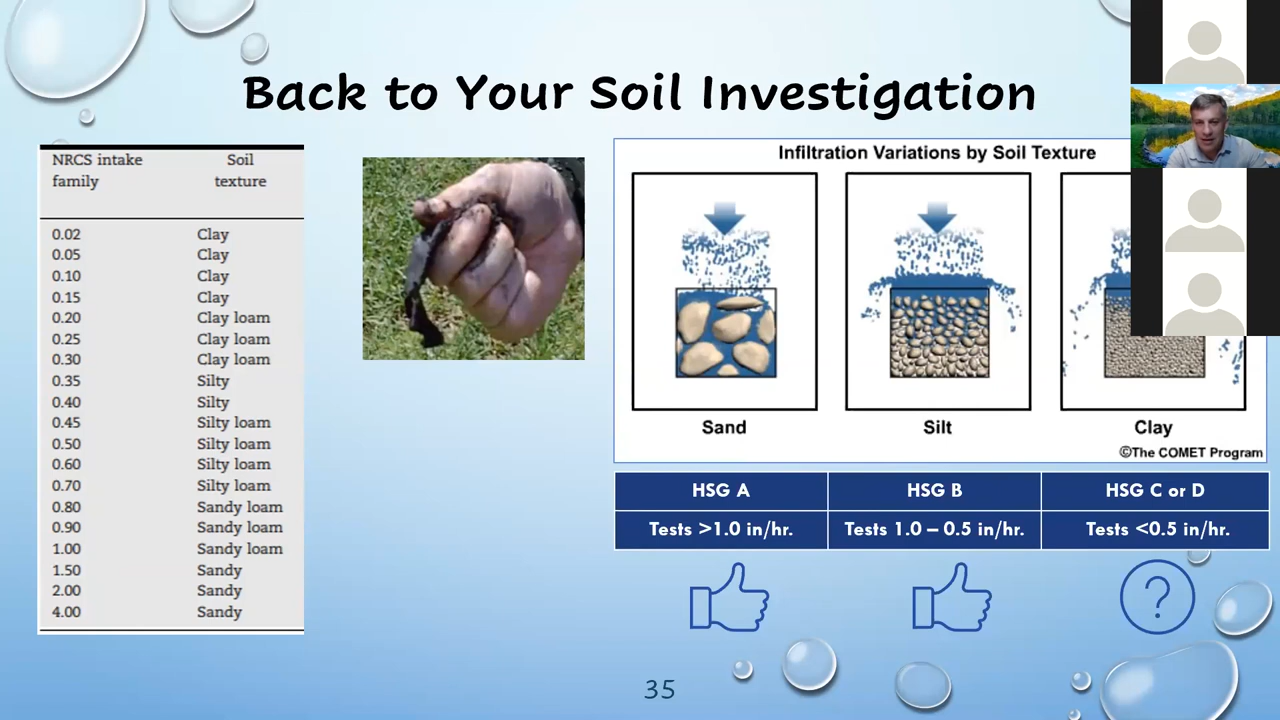 Back to Your Soil Investigation
NRCS intake Soil
family texture
0.02 Clay
0.05 Clay
0.10 Clay
0.15 Clay
0.20 Clay loam
0.25 Clay loam
0.30 Clay loam
0.35 Silty
0.40 Silty
0.45 Silty loam
0.50 Silty loam
0.60 Silty loam
0.70 Silty loam
0.80 Sandy loam
0.90 Sandy loam
1.00 Sandy loam
1.50 Sandy
2.00 Sandy
4.00 Sandy
Infiltration Variations by Soil Texture
Sand Silt Clay
©The COMET Program
HSG A HSG B HSG C or D
Tests >1.0 in/hr. Tests 1.0 – 0.5 in/hr. Tests <0.5 in/hr.
?
35